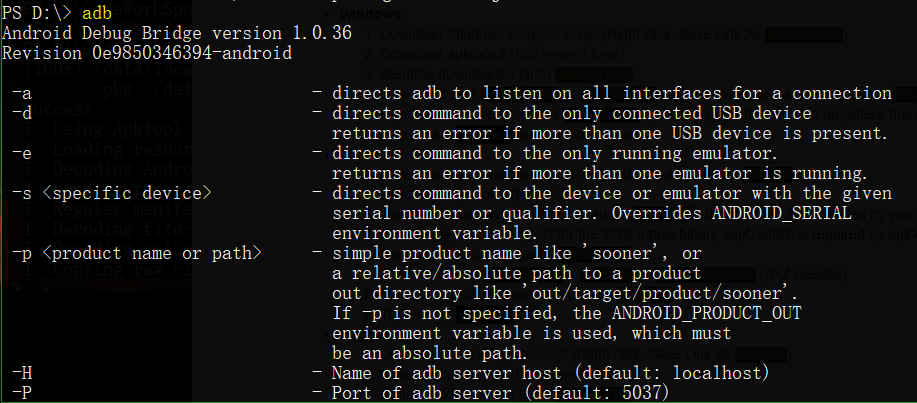 PS D:\> adb
Android Debug Bridge version 1.0.36
Revision 0e9850346394-android
-a - directs adb to listen on all interfaces for a connection
-d - directs command to the only connected USB device
returns an error if more than one USB device is present.
-e - directs command to the only running emulator.
returns an error if more than one emulator is running.
-s <specific device> - directs command to the device or emulator with the given
serial number or qualifier. Overrides ANDROID_SERIAL
environment variable.
-p <product name or path> - simple product name like 'sooner', or
a relative/absolute path to a product
out directory like 'out/target/product/sooner'.
If -p is not specified, the ANDROID_PRODUCT_OUT
environment variable is used, which must
be an absolute path.
-H - Name of adb server host (default: localhost)
-P - Port of adb server (default: 5037)